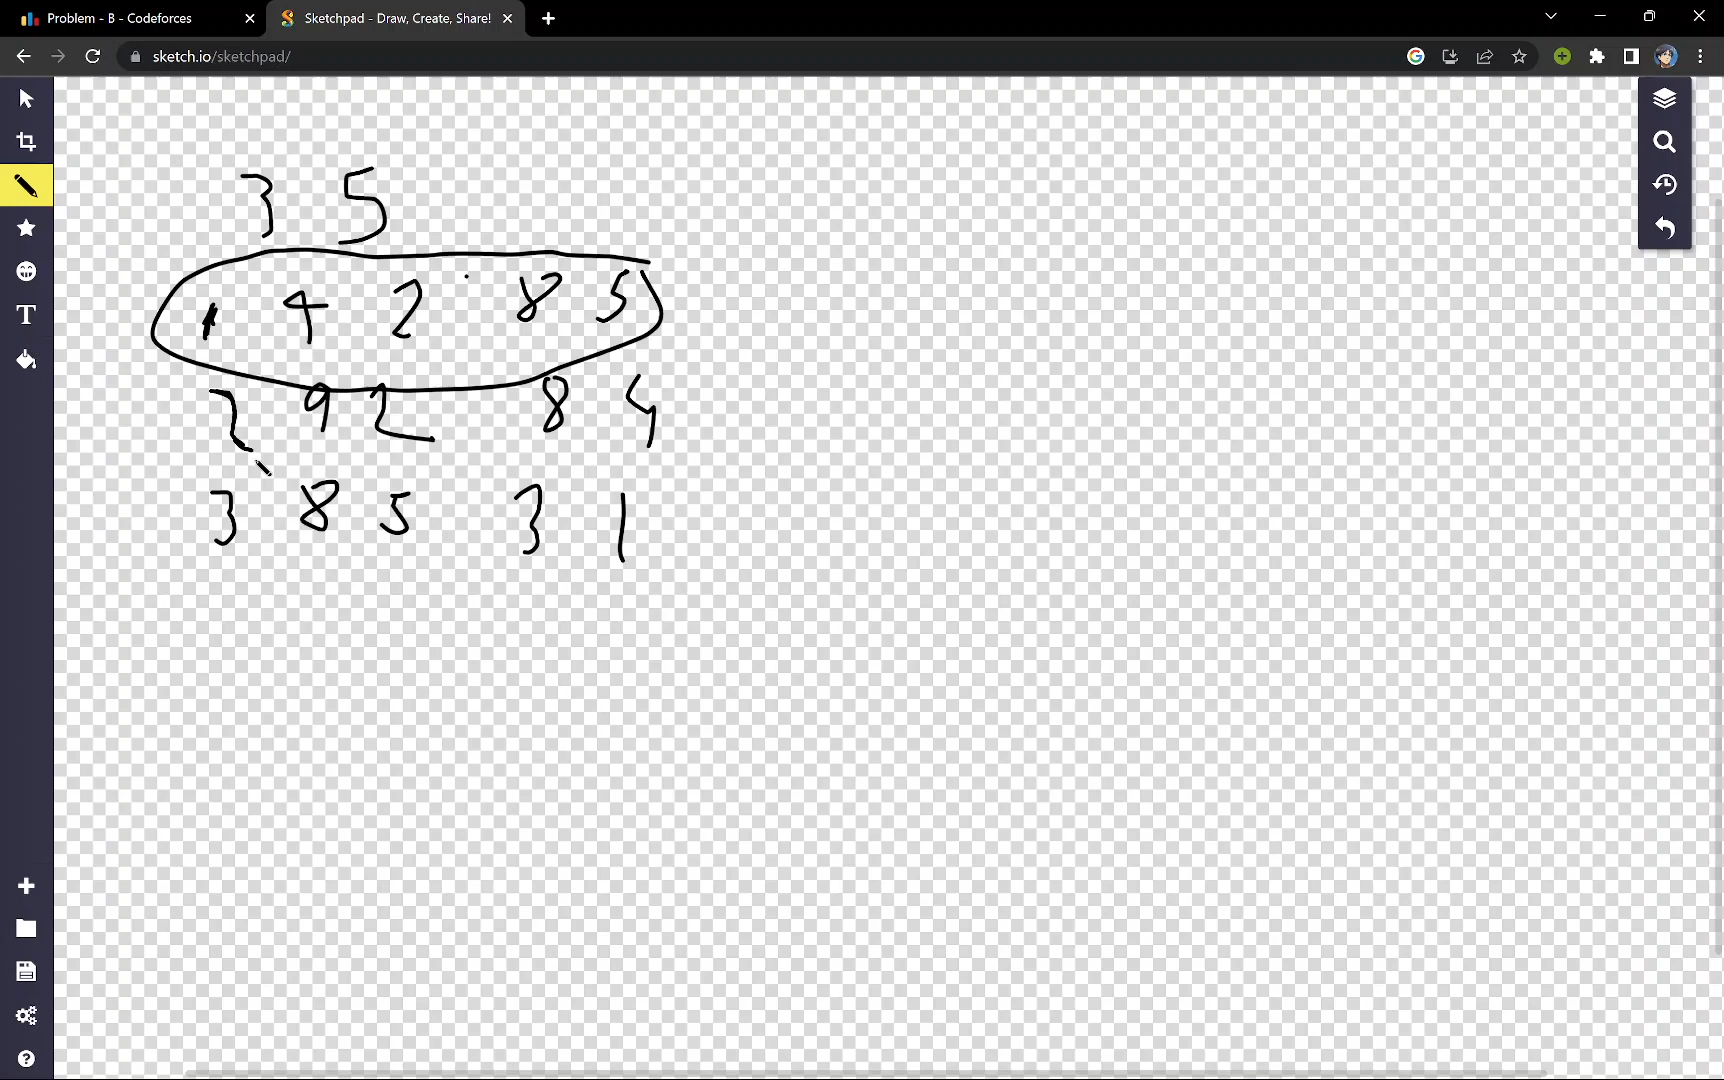 Problem - B - Codeforces
Sketchpad - Draw, Create, Share!
sketch.io/sketchpad/
3 5
1 4 2 8 5
2 9 2 8 4
3 8 5 3 1